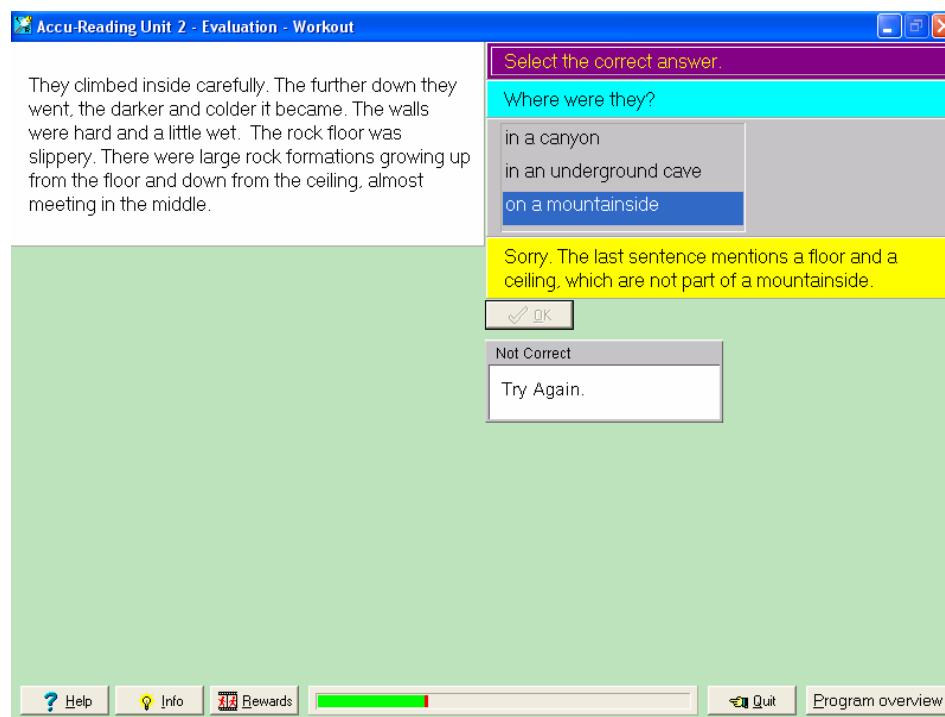 Accu-Reading Unit 2 - Evaluation - Workout
They climbed inside carefully. The further down they
went, the darker and colder it became. The walls
were hard and a little wet.  The rock floor was
slippery. There were large rock formations growing up
from the floor and down from the ceiling, almost
meeting in the middle.
Select the correct answer.
Where were they?
in a canyon
in an underground cave
on a mountainside
Sorry. The last sentence mentions a floor and a
ceiling, which are not part of a mountainside.
OK
Not Correct
Try Again.
Help Info Rewards Quit Program overview